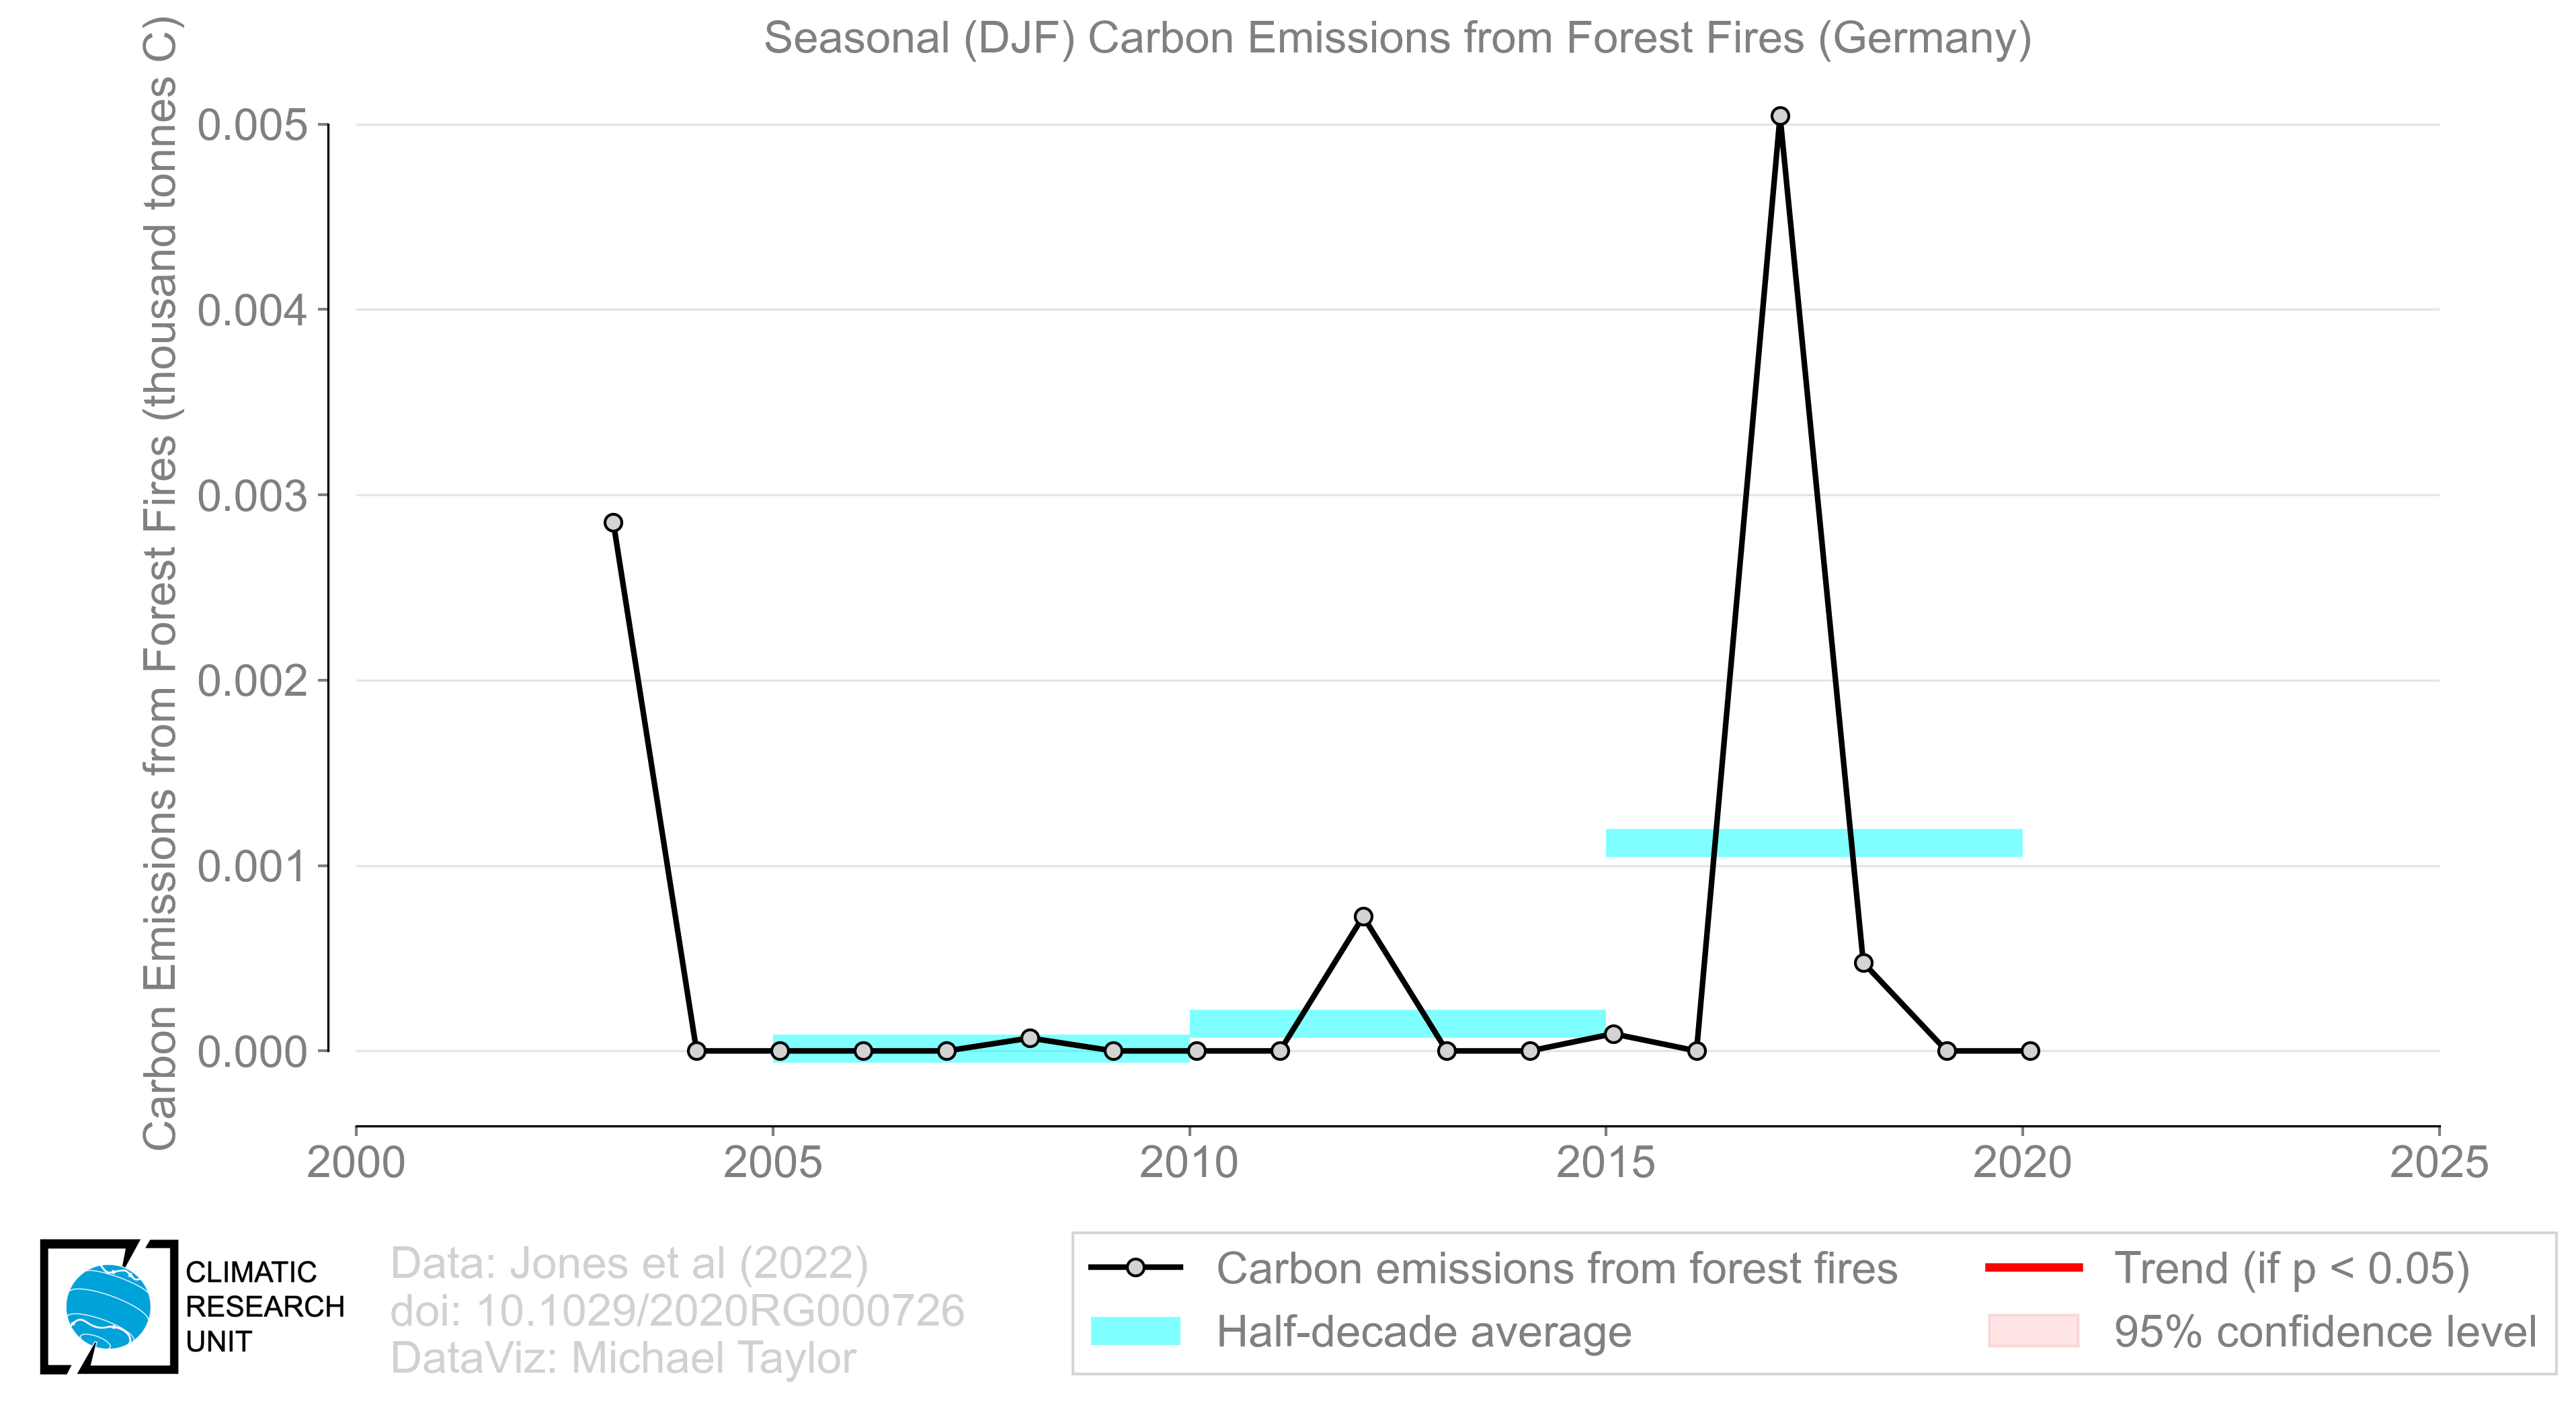 Seasonal (DJF) Carbon Emissions from Forest Fires (Germany)
Carbon Emissions from Forest Fires (thousand tonnes C)
0.005
0.004
0.003
0.002
0.001
0.000
2000
2005
2010
2015
2020
2025
CLIMATIC
RESEARCH
UNIT
Data: Jones et al (2022)
doi: 10.1029/2020RG000726
DataViz: Michael Taylor
Carbon emissions from forest fires
Half-decade average
Trend (if p < 0.05)
95% confidence level